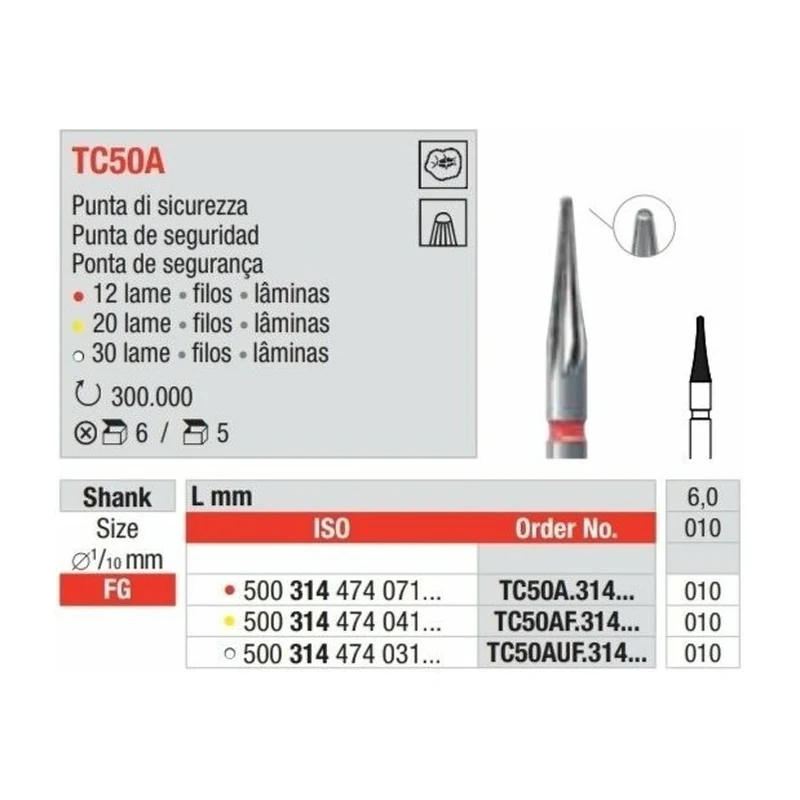 TC50A
Punta di sicurezza
Punta de seguridad
Ponta de segurança
• 12 lame • filos • lâminas
• 20 lame • filos • lâminas
○ 30 lame • filos • lâminas
300.000
6 / 5
Shank L mm 6,0
Size ISO Order No. 010
∅1/10 mm
FG • 500 314 474 071... TC50A.314... 010
• 500 314 474 041... TC50AF.314... 010
○ 500 314 474 031... TC50AUF.314... 010